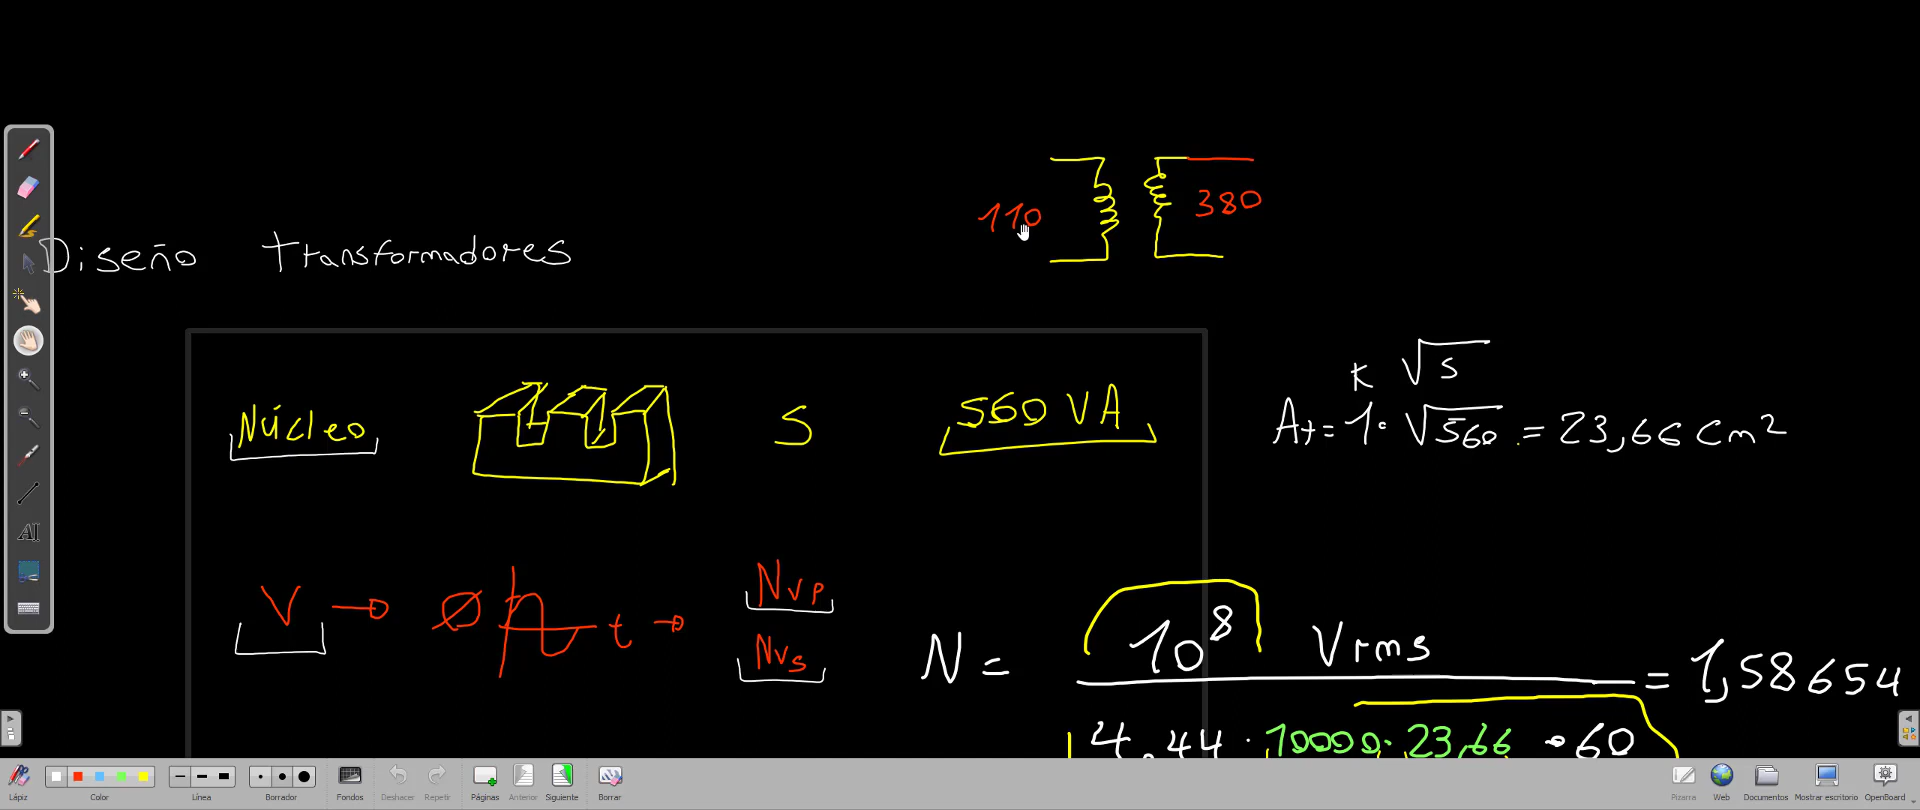 110
380
Diseño Transformadores
K √S
Núcleo
S
560 VA
At = 1 · √560 = 23,66 Cm²
V → Ø t →
Nvp
Nvs
N = 10⁸ Vrms = 1,58654
4.44 · 10000 · 23,66 · 60
AI
Lápiz
Color
Línea
Borrador
Fondos
Deshacer
Repetir
Páginas
Anterior
Siguiente
Borrar
Pizarra
Web
Documentos
Mostrar escritorio
OpenBoard